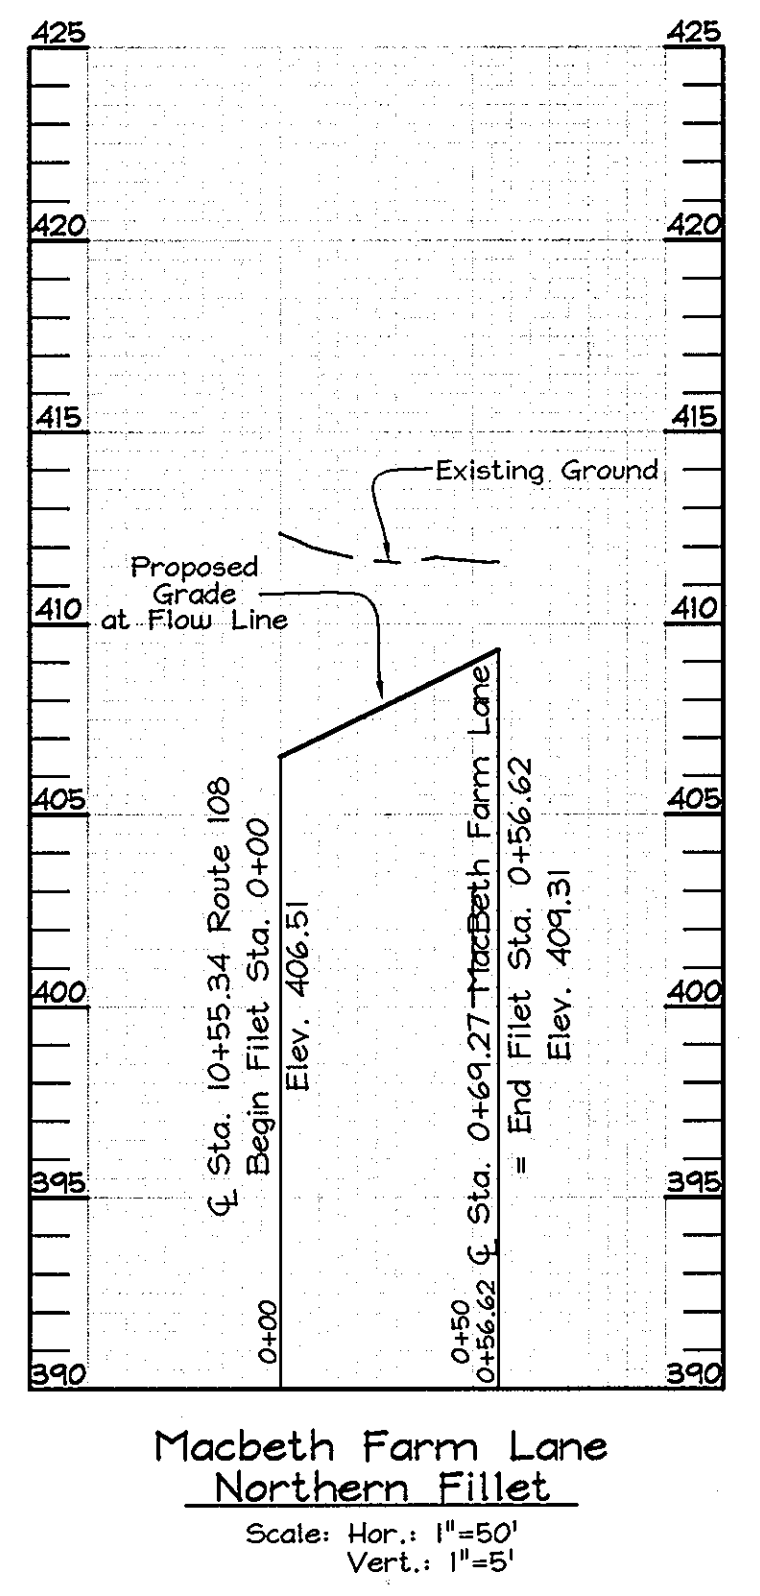 425 425
420 420
415 415
Existing Ground
Proposed
Grade
at Flow Line
410 410
405 405
400 400
395 395
390 390
℄ Sta. 10+55.34 Route 108
Begin Filet Sta. 0+00
Elev. 406.51
℄ Sta. 0+69.27 MacBeth Farm Lane
= End Filet Sta. 0+56.62
Elev. 409.31
0+00
0+50
0+56.62
Macbeth Farm Lane
Northern Fillet
Scale: Hor.: 1"=50'
Vert.: 1"=5'